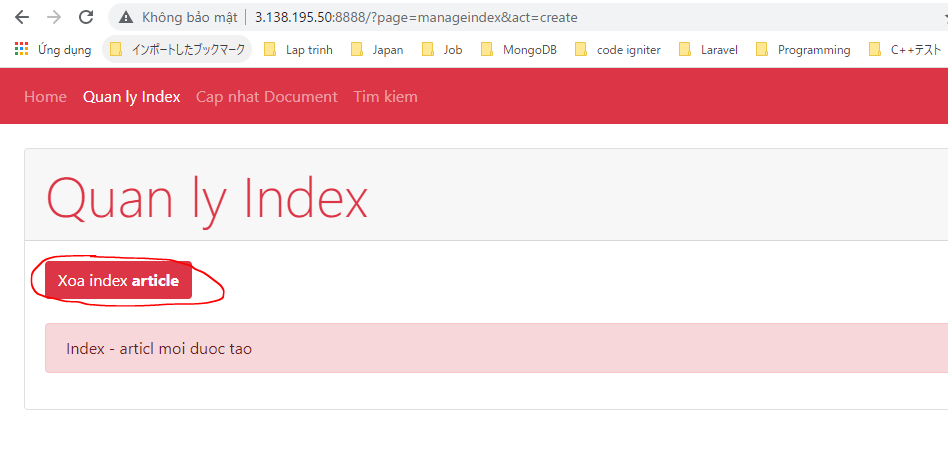 Không bảo mật 3.138.195.50:8888/?page=manageindex&act=create
Ứng dụng インポートしたブックマーク Lap trinh Japan Job MongoDB code igniter Laravel Programming C++テスト
Home Quan ly Index Cap nhat Document Tim kiem
Quan ly Index
Xoa index article
Index - articl moi duoc tao